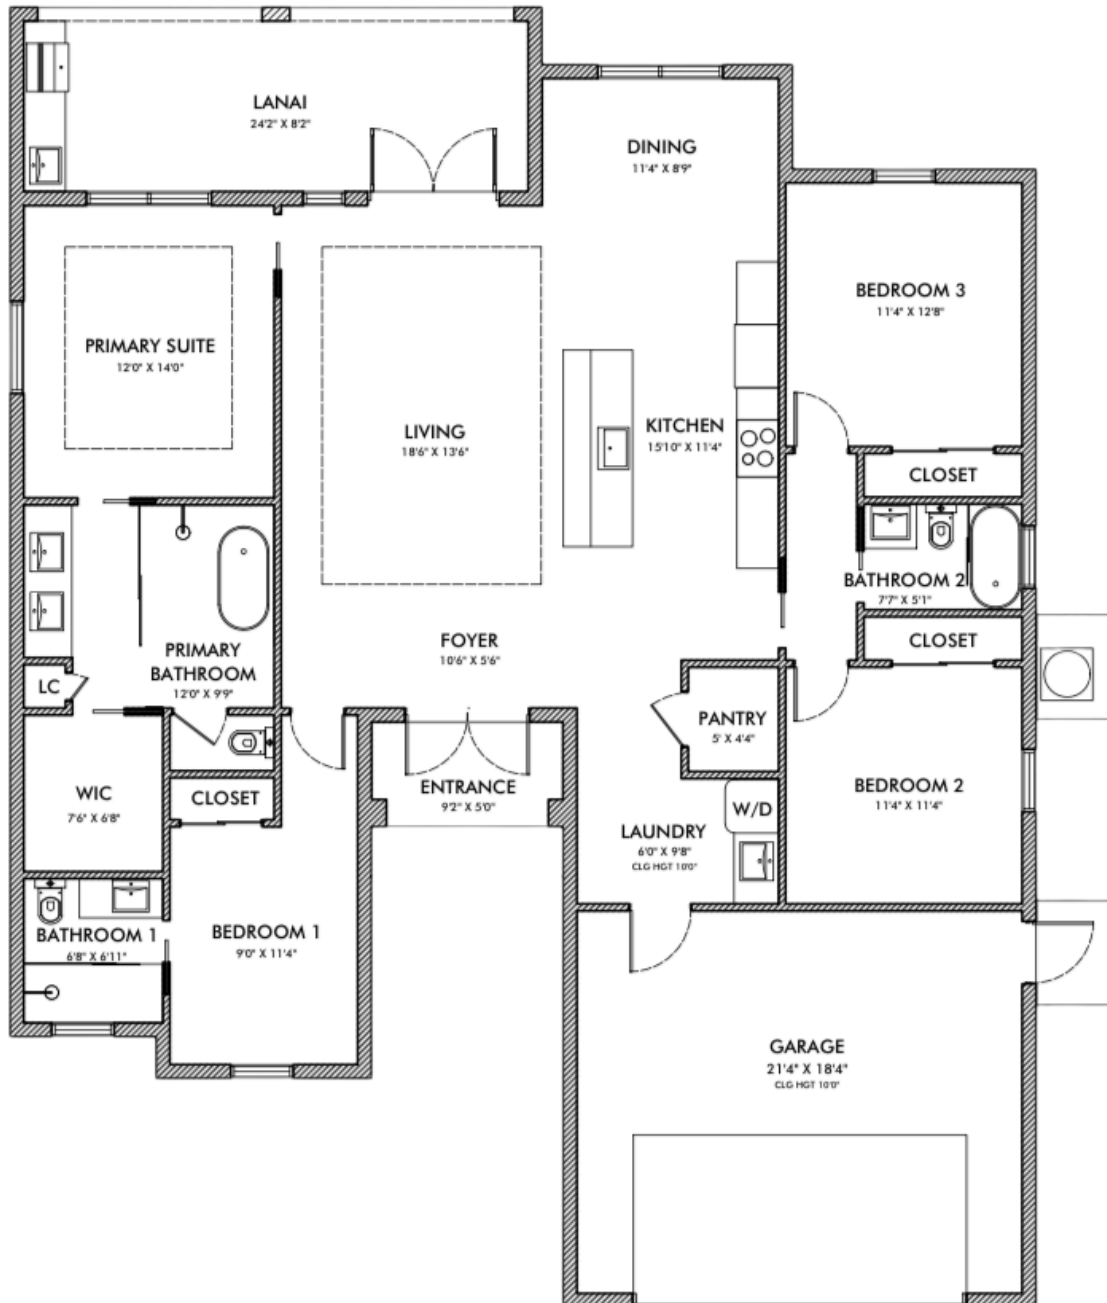 LANAI
24'2" X 8'2"
DINING
11'4" X 8'9"
BEDROOM 3
11'4" X 12'8"
PRIMARY SUITE
12'0" X 14'0"
LIVING
18'6" X 13'6"
KITCHEN
15'10" X 11'4"
CLOSET
BATHROOM 2
7'7" X 5'1"
FOYER
10'6" X 5'6"
CLOSET
PRIMARY
BATHROOM
12'0" X 9'9"
LC
PANTRY
5' X 4'4"
WIC
7'6" X 6'8"
CLOSET
ENTRANCE
9'2" X 5'0"
BEDROOM 2
11'4" X 11'4"
W/D
LAUNDRY
6'0" X 9'8"
CLG HGT 10'0"
BATHROOM 1
6'8" X 6'11"
BEDROOM 1
9'0" X 11'4"
GARAGE
21'4" X 18'4"
CLG HGT 10'0"